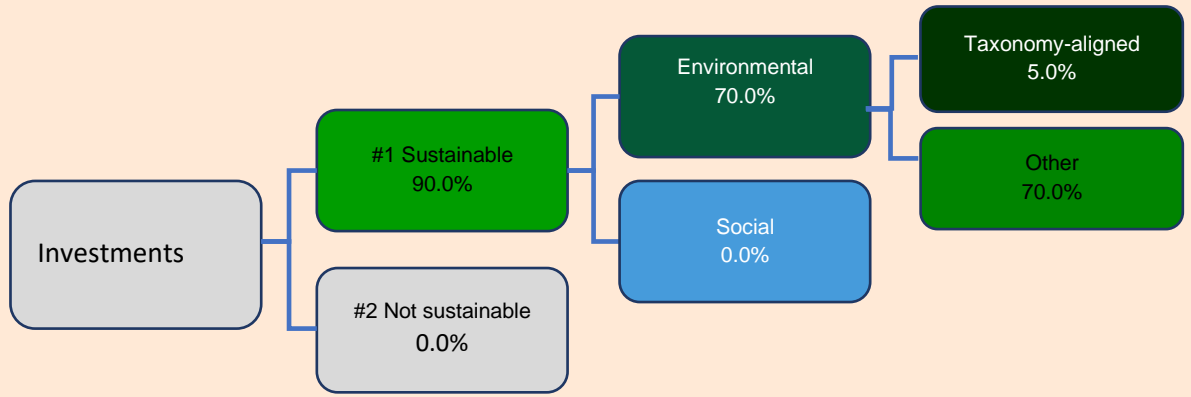 Investments
#1 Sustainable
90.0%
#2 Not sustainable
0.0%
Environmental
70.0%
Social
0.0%
Taxonomy-aligned
5.0%
Other
70.0%